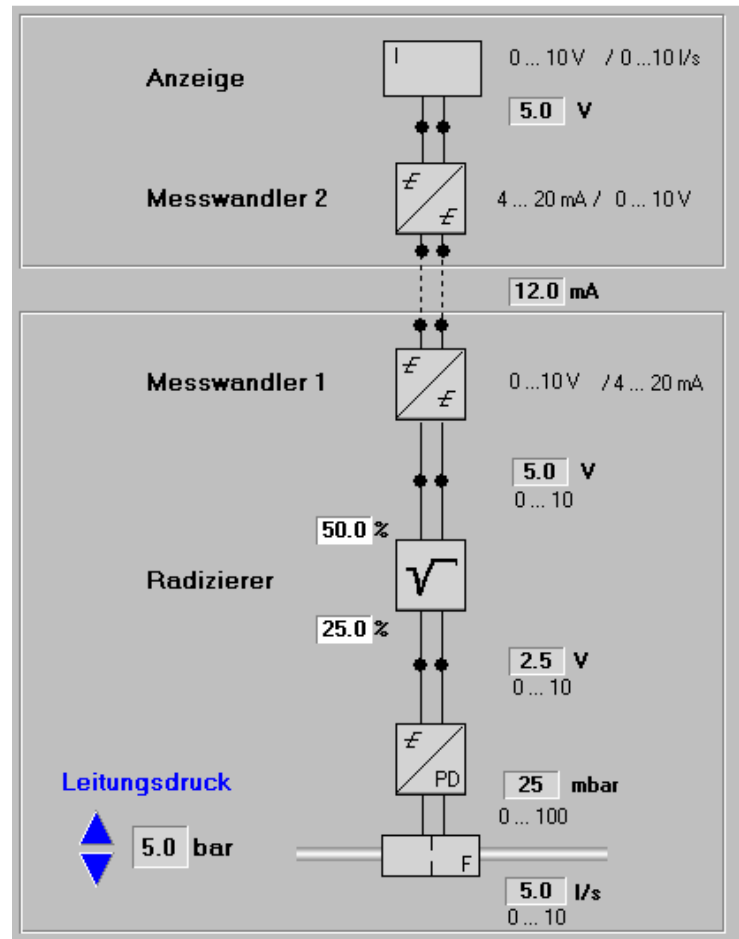 I
0 ... 10 V / 0 ...10 l/s
Anzeige
5.0 V
Messwandler 2
E
E
4 ... 20 mA / 0 ... 10 V
12.0 mA
Messwandler 1
E
E
0 ...10 V / 4 ... 20 mA
5.0 V
0 ... 10
50.0 %
Radizierer
√
25.0 %
2.5 V
0 ... 10
E
PD
Leitungsdruck
25 mbar
0 ... 100
5.0 bar
F
5.0 l/s
0 ... 10